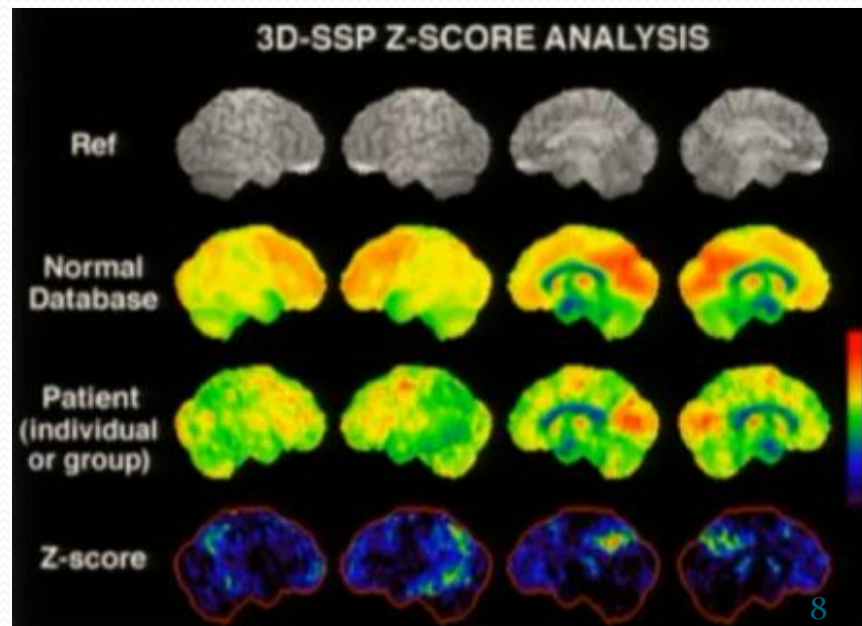 3D-SSP Z-SCORE ANALYSIS
Ref
Normal
Database
Patient
(individual
or group)
Z-score
8